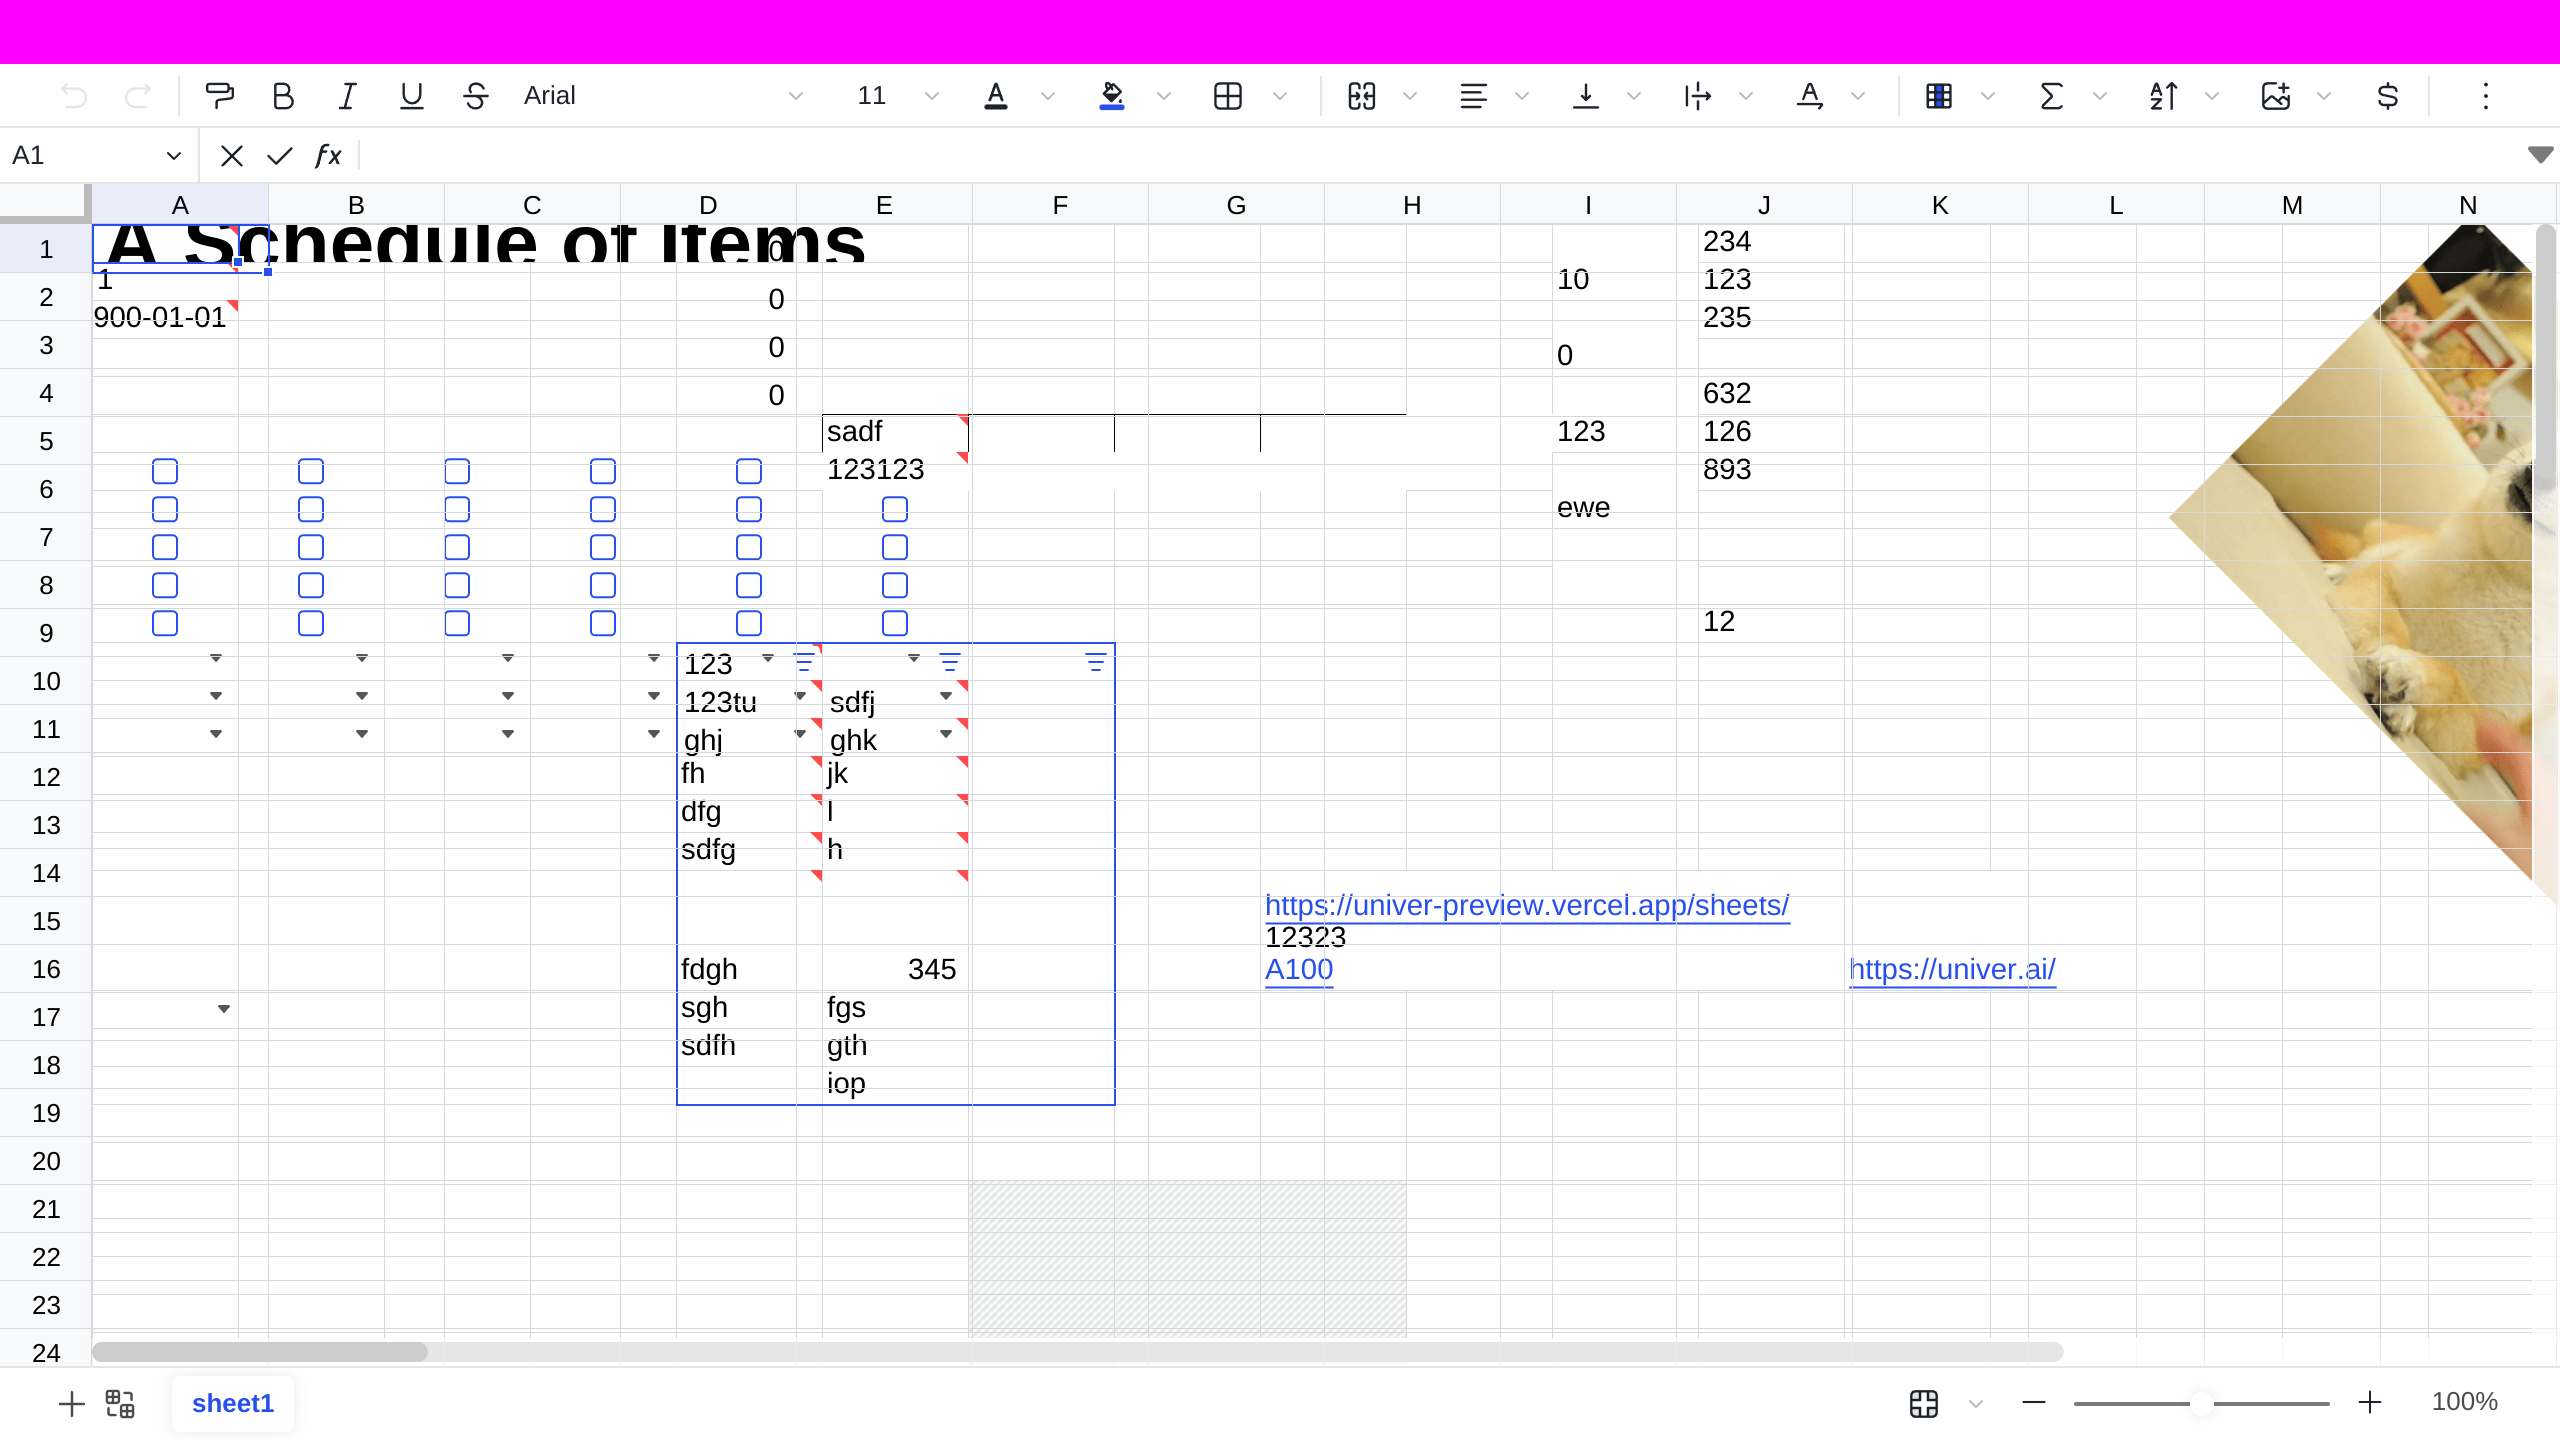 Arial 11
A1 fx
A B C D E F G H I J K L M N
1 A Schedule of Items 0 234
1 10 123
2 0
900-01-01 235
3 0 0
4 0 632
5 sadf 123 126
123123 893
6 ewe
7
8
9 12
123
10
123tu sdfj
11 ghj ghk
12 fh jk
13 dfg l
sdfg h
14
15 https://univer-preview.vercel.app/sheets/
12323
16 fdgh 345 A100 https://univer.ai/
17 sgh fgs
sdfh gth
18
iop
19
20
21
22
23
24
sheet1 100%